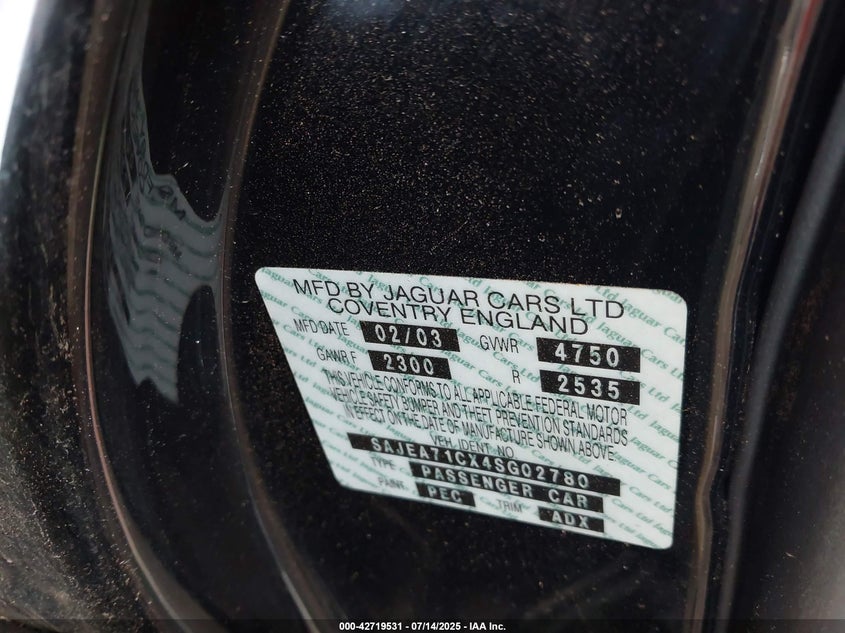 MFD BY JAGUAR CARS LTD
COVENTRY ENGLAND
MFD DATE 02/03 GVWR 4750
GAWR.F 2300 R 2535
THIS VEHICLE CONFORMS TO ALL APPLICABLE FEDERAL MOTOR
VEHICLE SAFETY BUMPER AND THEFT PREVENTION STANDARDS
IN EFFECT ON THE DATE OF MANUFACTURE SHOWN ABOVE
VEH. IDENT NO.
SAJEA71CX4SG02780
TYPE PASSENGER CAR
PAINT PEC TRIM ADX
000-42719531 - 07/14/2025 - IAA Inc.